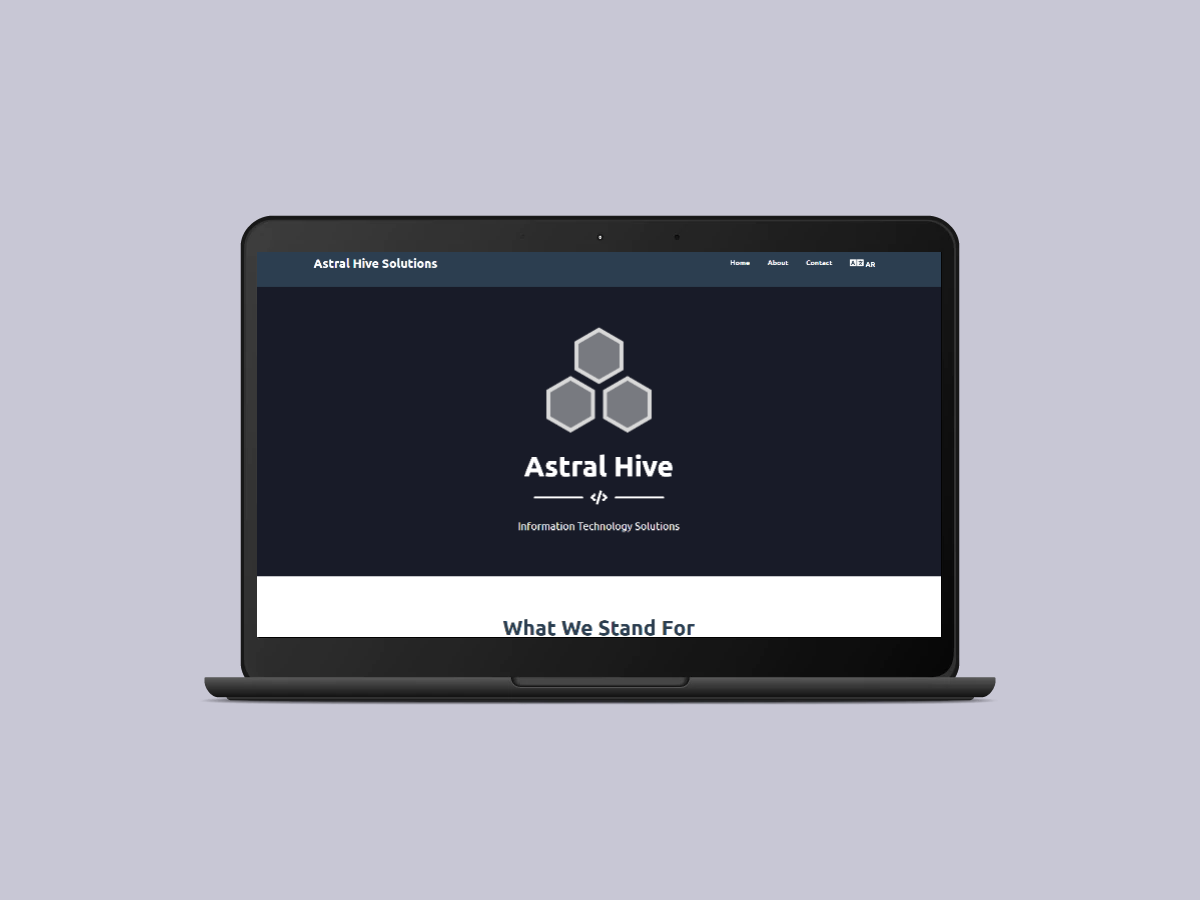 Astral Hive Solutions
Home About Contact AR
Astral Hive
</>
Information Technology Solutions
What We Stand For